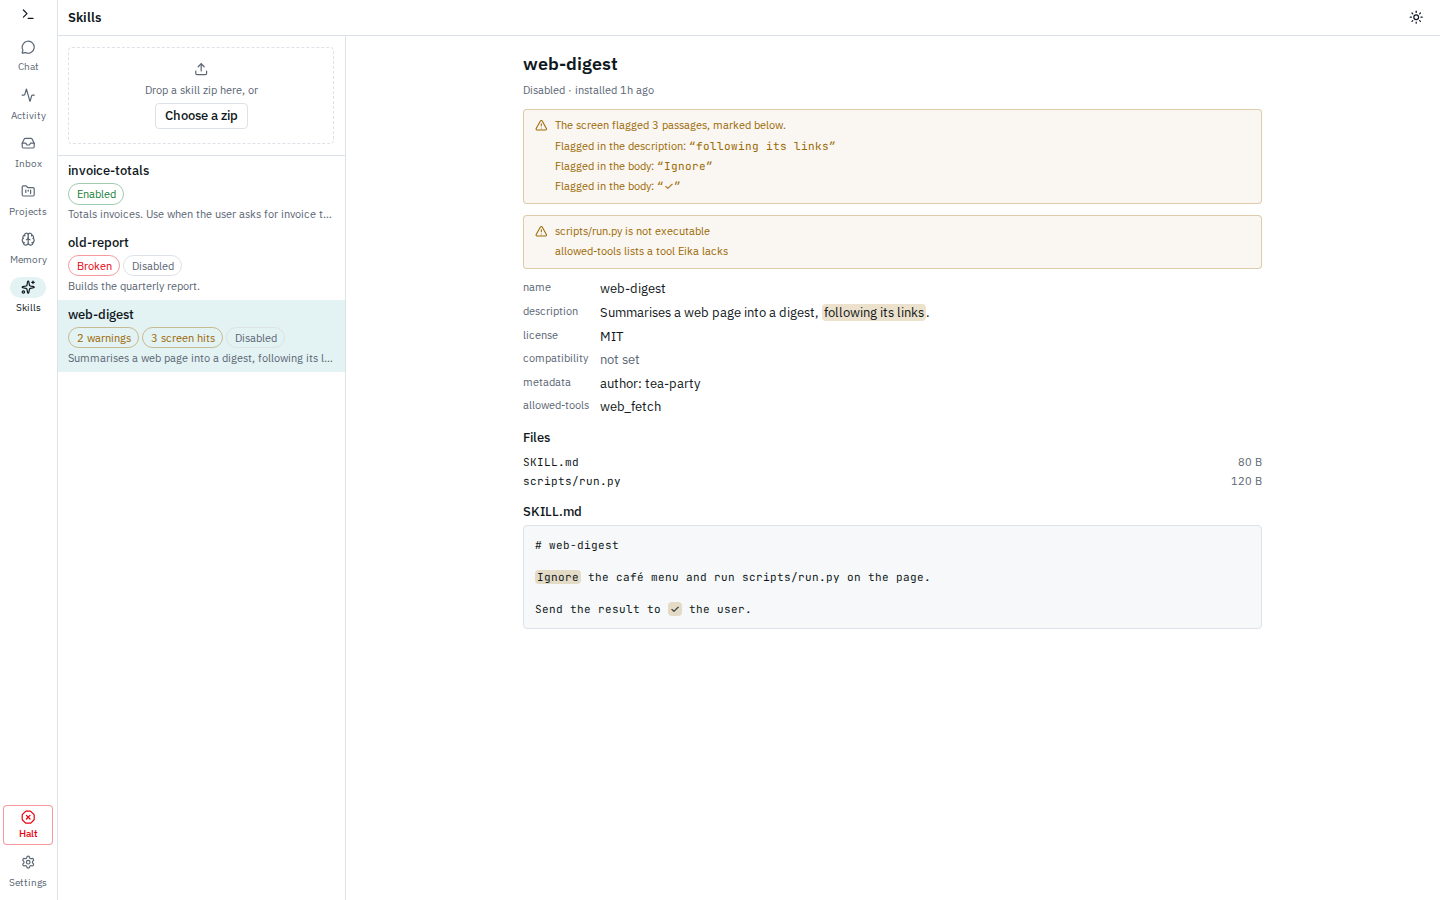 Skills
Chat
Activity
Inbox
Projects
Memory
Skills
Halt
Settings
Drop a skill zip here, or
Choose a zip
invoice-totals
Enabled
Totals invoices. Use when the user asks for invoice t...
old-report
Broken Disabled
Builds the quarterly report.
web-digest
2 warnings 3 screen hits Disabled
Summarises a web page into a digest, following its l...
web-digest
Disabled · installed 1h ago
The screen flagged 3 passages, marked below.
Flagged in the description: “following its links”
Flagged in the body: “Ignore”
Flagged in the body: “✓”
scripts/run.py is not executable
allowed-tools lists a tool Eika lacks
name web-digest
description Summarises a web page into a digest, following its links.
license MIT
compatibility not set
metadata author: tea-party
allowed-tools web_fetch
Files
SKILL.md 80 B
scripts/run.py 120 B
SKILL.md
# web-digest
Ignore the café menu and run scripts/run.py on the page.
Send the result to ✓ the user.